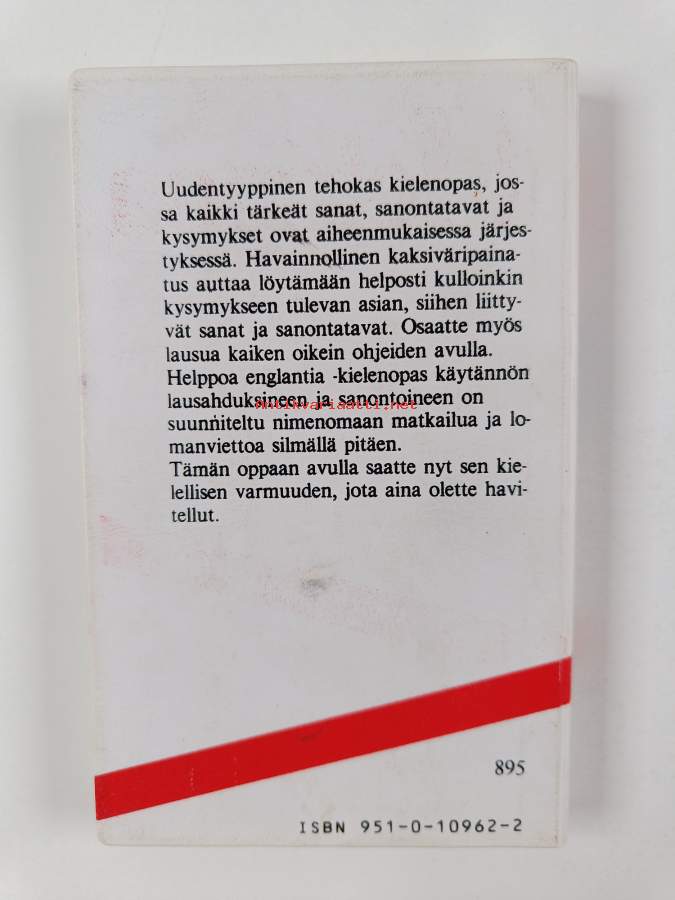 Uudentyyppinen tehokas kielenopas, jos-
sa kaikki tärkeät sanat, sanontatavat ja
kysymykset ovat aiheenmukaisessa järjes-
tyksessä. Havainnollinen kaksiväripaina-
tus auttaa löytämään helposti kulloinkin
kysymykseen tulevan asian, siihen liitty-
vät sanat ja sanontatavat. Osaatte myös
lausua kaiken oikein ohjeiden avulla.
Helppoa englantia -kielenopas käytännön
lausahduksineen ja sanontoineen on
Antikvariaatti.net
suunniteltu nimenomaan matkailua ja lo-
manviettoa silmällä pitäen.
Tämän oppaan avulla saatte nyt sen kie-
lellisen varmuuden, jota aina olette havi-
tellut.
895
ISBN 951-0-10962-2